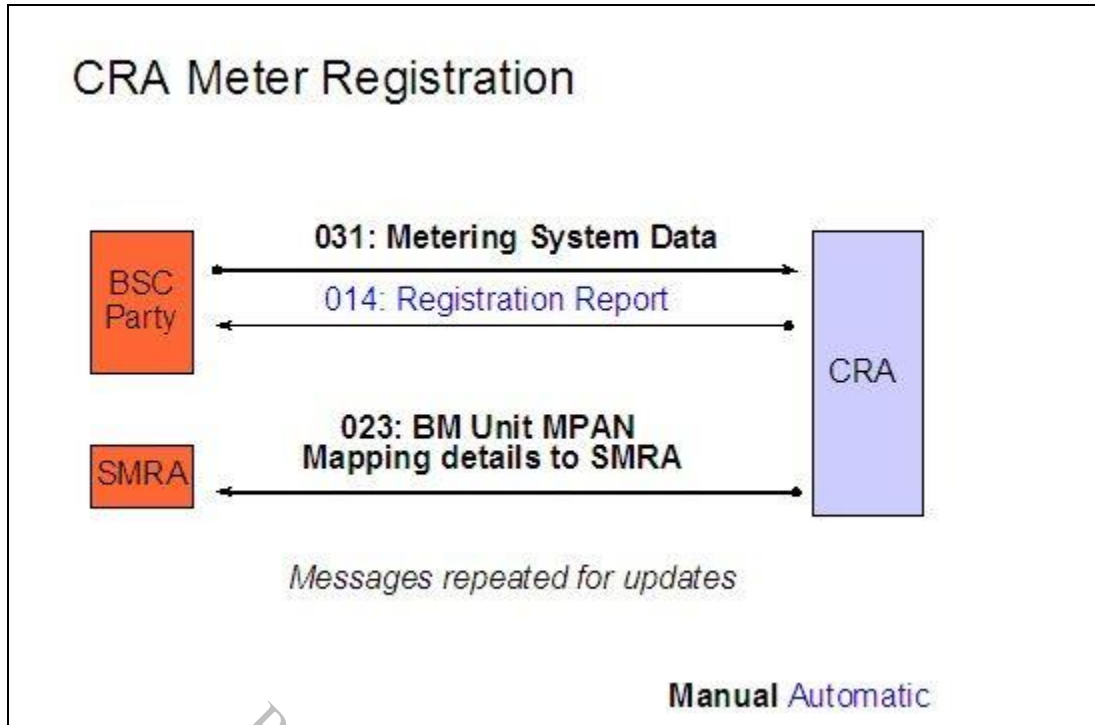 CRA Meter Registration
031: Metering System Data
BSC
Party
014: Registration Report
CRA
023: BM Unit MPAN
Mapping details to SMRA
SMRA
Messages repeated for updates
Manual Automatic